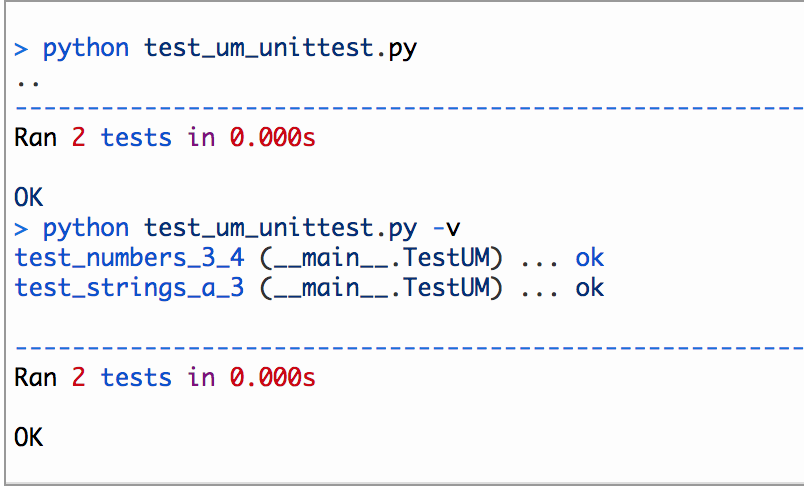 > python test_um_unittest.py
..
--------------------------------------------------------
Ran 2 tests in 0.000s
OK
> python test_um_unittest.py -v
test_numbers_3_4 (__main__.TestUM) ... ok
test_strings_a_3 (__main__.TestUM) ... ok
--------------------------------------------------------
Ran 2 tests in 0.000s
OK